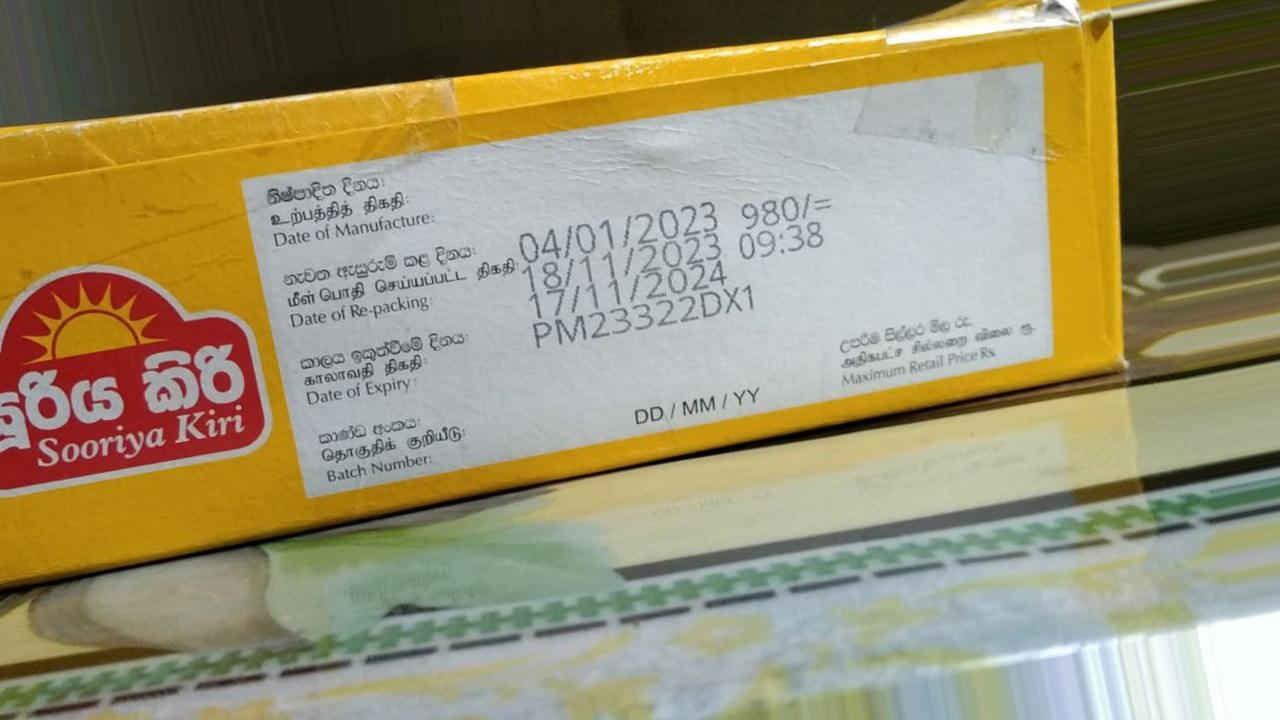 නිෂ්පාදිත දිනය:
உற்பத்தித் திகதி:
Date of Manufacture:
නැවත ඇසුරුම් කළ දිනය:
மீள் பொதி செய்யப்பட்ட திகதி:
Date of Re-packing:
කාලය ඉකුත්වීමේ දිනය:
காலாவதி திகதி:
Date of Expiry:
කාණ්ඩ අංකය:
தொகுதிக் குறியீடு:
Batch Number:
04/01/2023 980/=
18/11/2023 09:38
17/11/2024
PM23322DX1
DD / MM / YY
උපරිම සිල්ලර මිල රු.
அதிகபட்ச சில்லறை விலை ரூ.
Maximum Retail Price Rs.
සූරිය කිරි
Sooriya Kiri